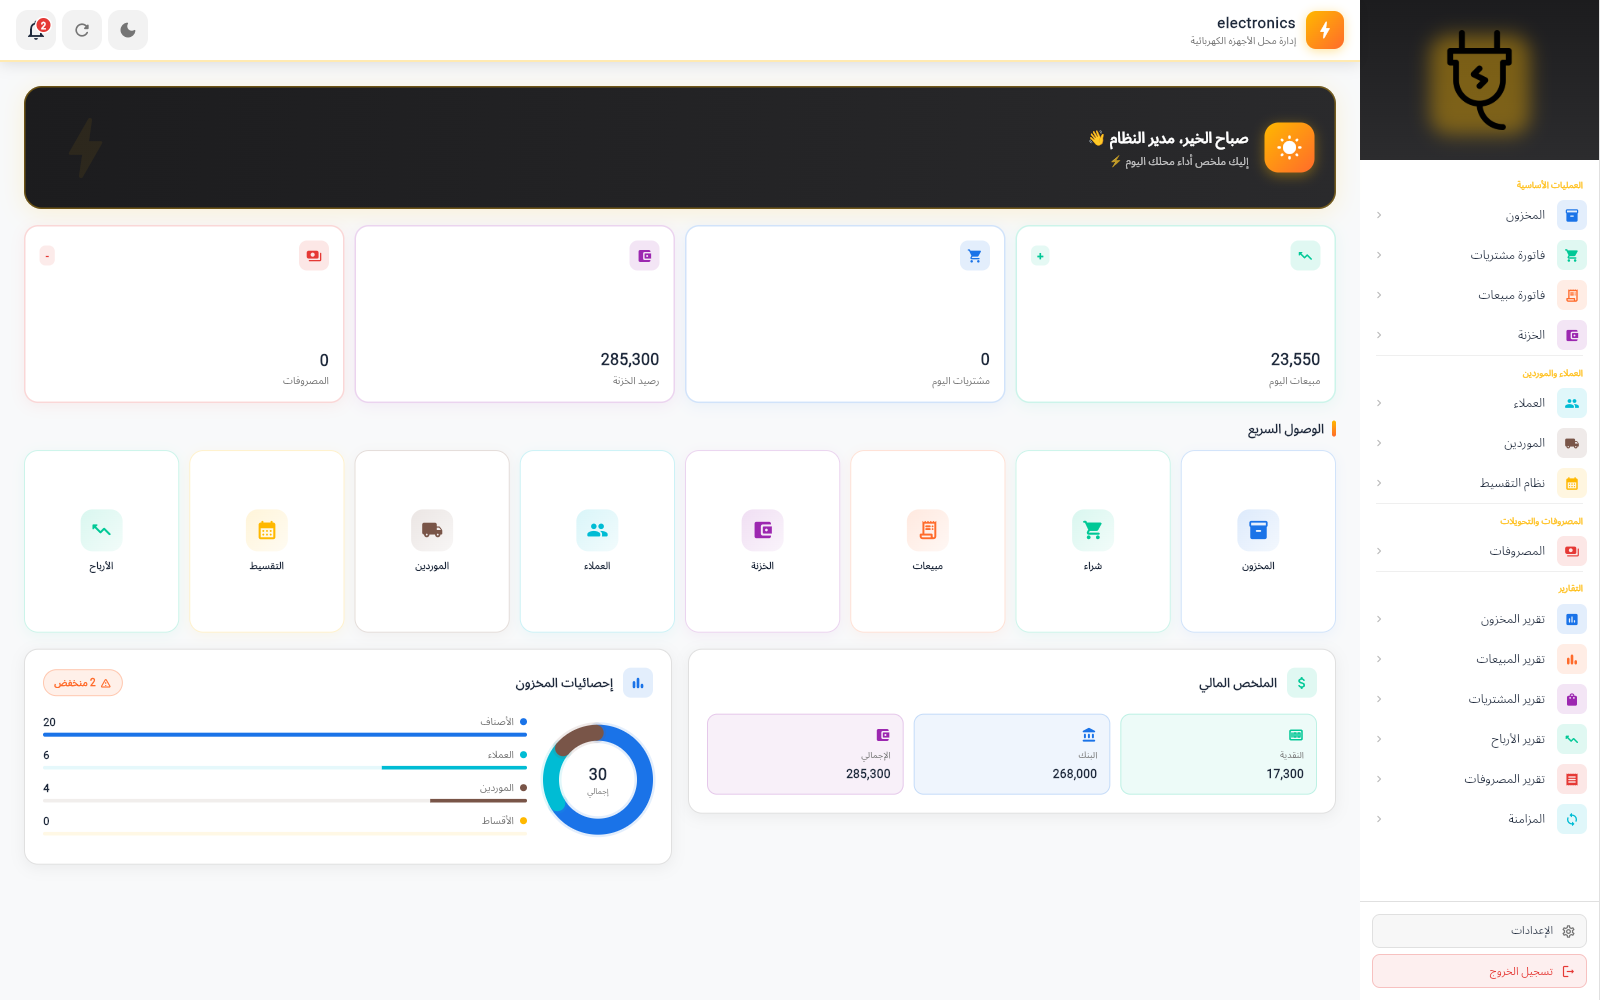 electronics
إدارة محل الأجهزه الكهربائية
2
صباح الخير، مدير النظام 👋
إليك ملخص أداء محلك اليوم ⚡
+
23,550
مبيعات اليوم
0
مشتريات اليوم
285,300
رصيد الخزنة
-
0
المصروفات
الوصول السريع
المخزون
شراء
مبيعات
الخزنة
العملاء
الموردين
التقسيط
الأرباح
الملخص المالي
النقدية
17,300
البنك
268,000
الإجمالي
285,300
إحصائيات المخزون
2 منخفض
30
إجمالي
الأصناف
20
العملاء
6
الموردين
4
الأقساط
0
العمليات الأساسية
المخزون
فاتورة مشتريات
فاتورة مبيعات
الخزنة
العملاء والموردين
العملاء
الموردين
نظام التقسيط
المصروفات والتحويلات
المصروفات
التقارير
تقرير المخزون
تقرير المبيعات
تقرير المشتريات
تقرير الأرباح
تقرير المصروفات
المزامنة
الإعدادات
تسجيل الخروج